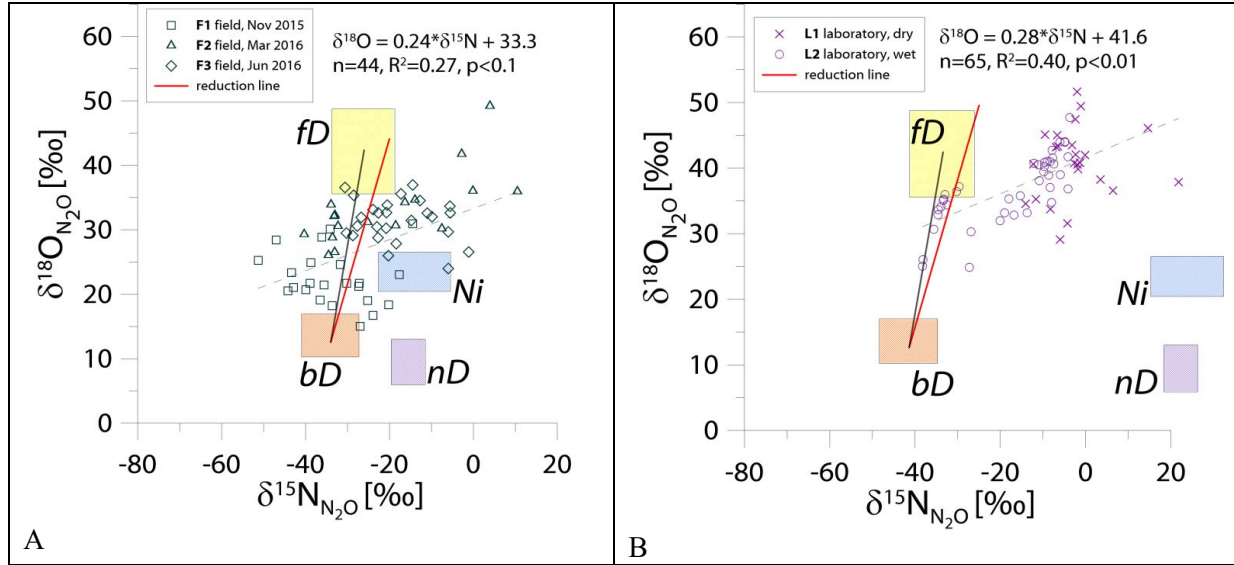 F1 field, Nov 2015
F2 field, Mar 2016
F3 field, Jun 2016
reduction line
δ¹⁸O = 0.24*δ¹⁵N + 33.3
n=44, R²=0.27, p<0.1
60
50
40
30
20
10
0
δ¹⁸O_N₂O [‰]
fD
Ni
bD
nD
-80 -60 -40 -20 0 20
δ¹⁵N_N₂O [‰]
A
L1 laboratory, dry
L2 laboratory, wet
reduction line
δ¹⁸O = 0.28*δ¹⁵N + 41.6
n=65, R²=0.40, p<0.01
60
50
40
30
20
10
0
δ¹⁸O_N₂O [‰]
fD
Ni
bD
nD
-80 -60 -40 -20 0 20
δ¹⁵N_N₂O [‰]
B